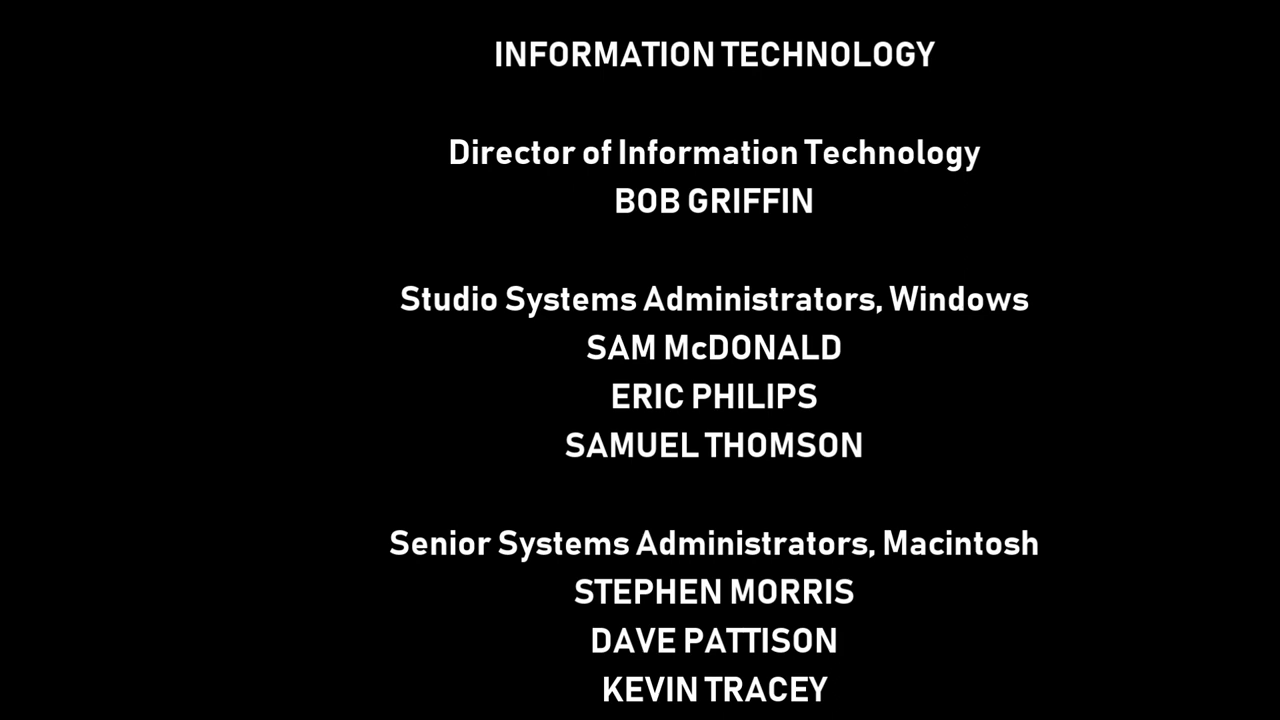 INFORMATION TECHNOLOGY
Director of Information Technology
BOB GRIFFIN
Studio Systems Administrators, Windows
SAM McDONALD
ERIC PHILIPS
SAMUEL THOMSON
Senior Systems Administrators, Macintosh
STEPHEN MORRIS
DAVE PATTISON
KEVIN TRACEY